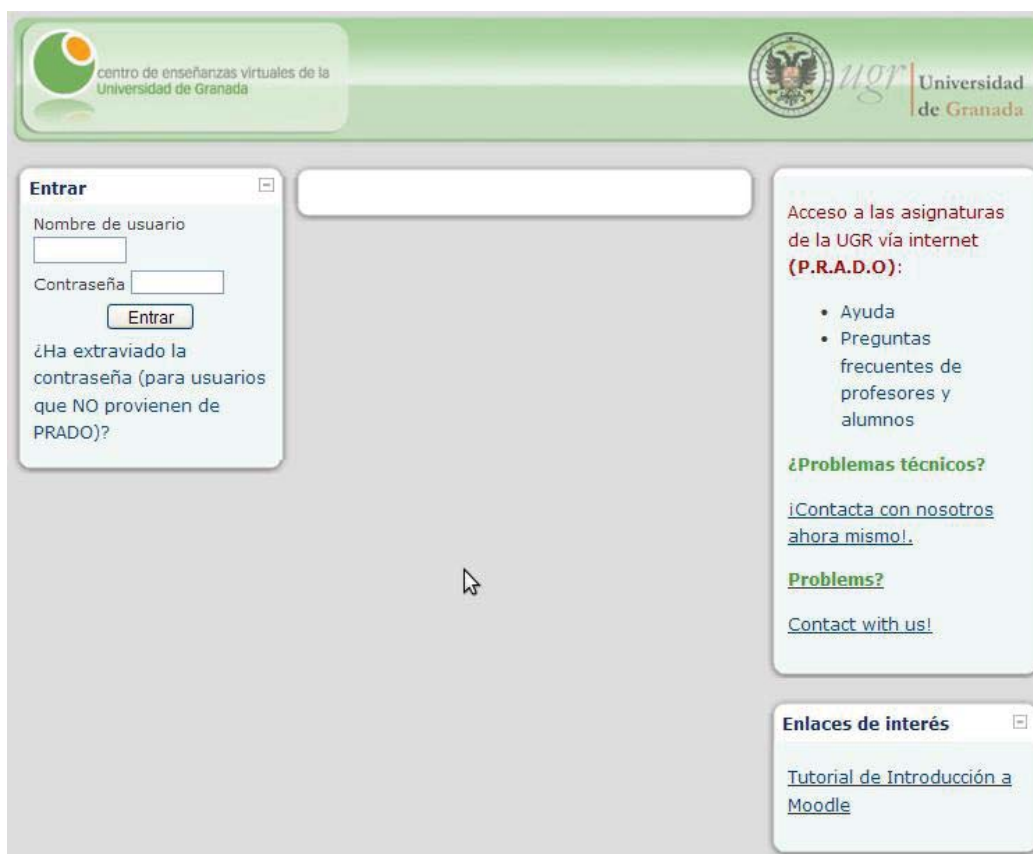 centro de enseñanzas virtuales de la
Universidad de Granada
ugr
Universidad
de Granada
Entrar
Nombre de usuario
Contraseña
Entrar
¿Ha extraviado la
contraseña (para usuarios
que NO provienen de
PRADO)?
Acceso a las asignaturas
de la UGR vía internet
(P.R.A.D.O):
Ayuda
Preguntas
frecuentes de
profesores y
alumnos
¿Problemas técnicos?
¡Contacta con nosotros
ahora mismo!.
Problems?
Contact with us!
Enlaces de interés
Tutorial de Introducción a
Moodle